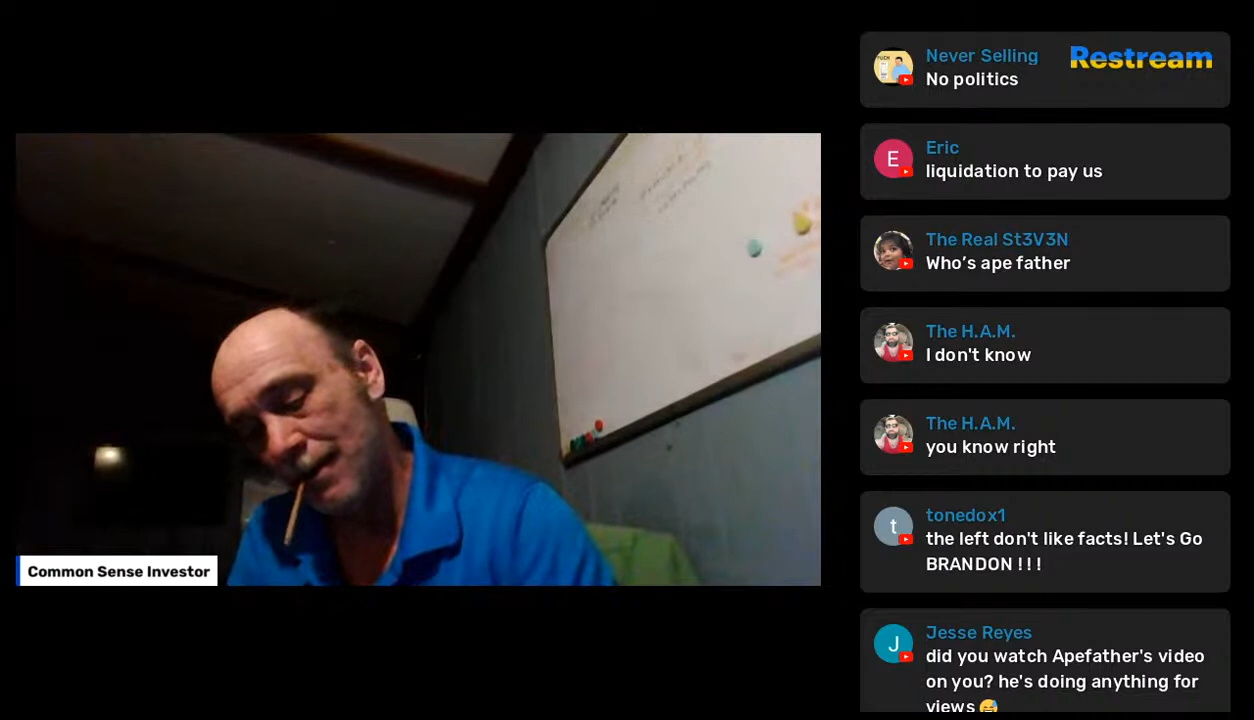 Never Selling
Restream
No politics
Eric
E
liquidation to pay us
The Real St3V3N
Who’s ape father
The H.A.M.
I don't know
The H.A.M.
you know right
tonedox1
t
the left don't like facts! Let's Go
BRANDON ! ! !
Jesse Reyes
J
did you watch Apefather's video
on you? he's doing anything for
views 😅
Common Sense Investor